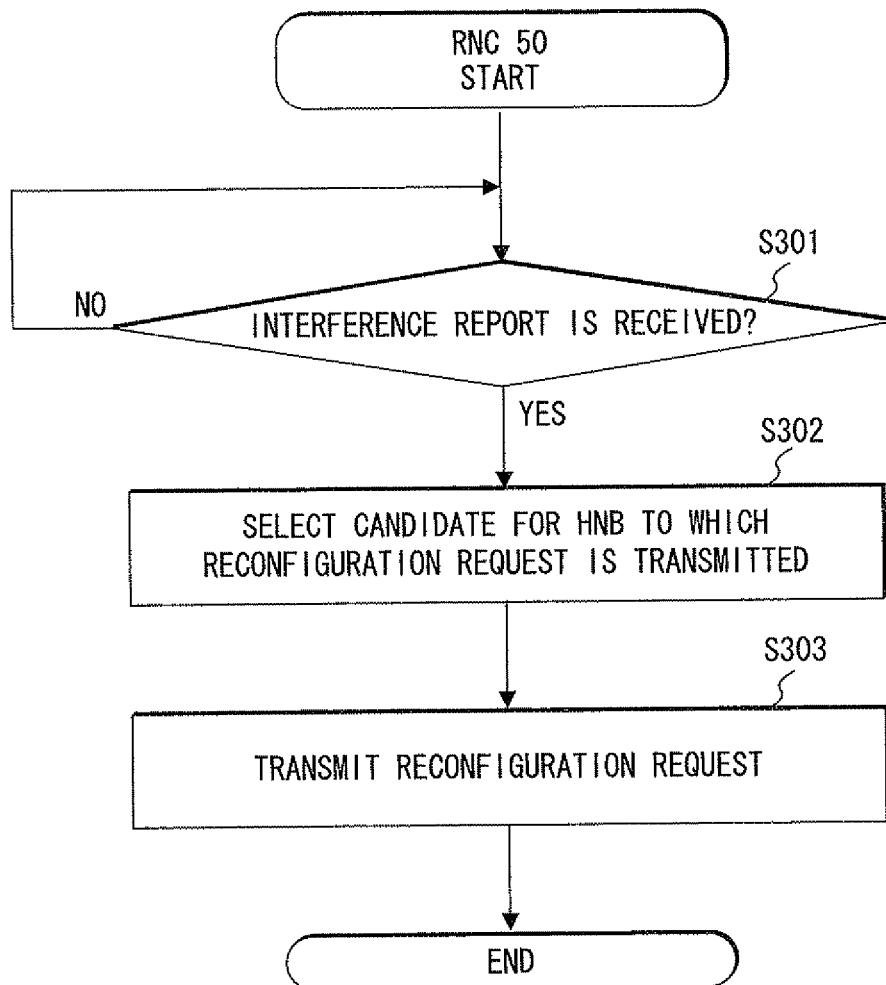 RNC 50
START
S301
NO
INTERFERENCE REPORT IS RECEIVED?
YES
S302
SELECT CANDIDATE FOR HNB TO WHICH
RECONFIGURATION REQUEST IS TRANSMITTED
S303
TRANSMIT RECONFIGURATION REQUEST
END